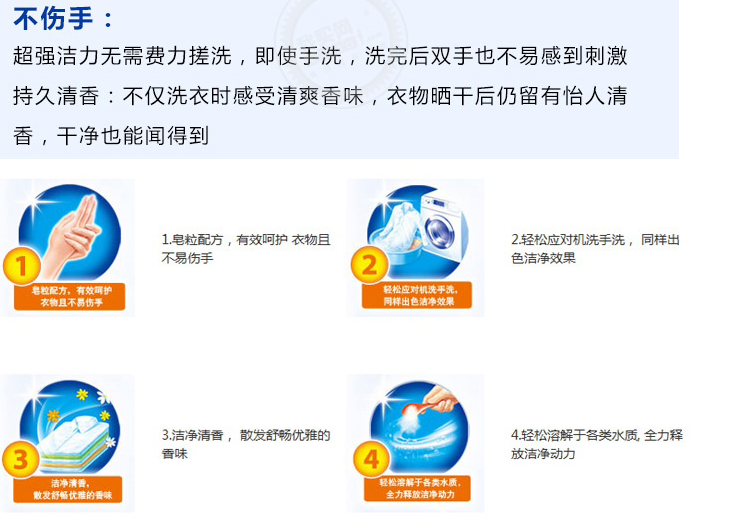 不伤手：
超强洁力无需费力搓洗，即使手洗，洗完后双手也不易感到刺激
持久清香：不仅洗衣时感受清爽香味，衣物晒干后仍留有怡人清
香，干净也能闻得到
1
皂粒配方，有效呵护
衣物且不易伤手
1.皂粒配方，有效呵护 衣物且
不易伤手
2
轻松应对机洗手洗，
同样出色洁净效果
2.轻松应对机洗手洗， 同样出
色洁净效果
3
洁净清香，
散发舒畅优雅的香味
3.洁净清香， 散发舒畅优雅的
香味
4
轻松溶解于各类水质，
全力释放洁净动力
4.轻松溶解于各类水质, 全力释
放洁净动力